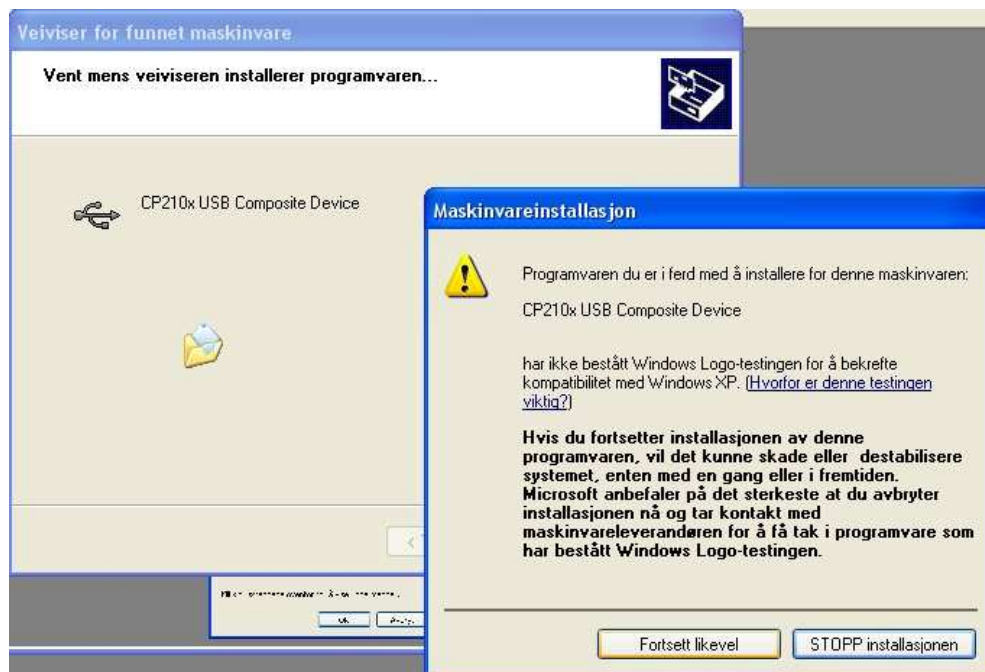 Veiviser for funnet maskinvare
Vent mens veiviseren installerer programvaren...
CP210x USB Composite Device
Maskinvareinstallasjon
Programvaren du er i ferd med å installere for denne maskinvaren:
CP210x USB Composite Device
har ikke bestått Windows Logo-testingen for å bekrefte
kompatibilitet med Windows XP. (Hvorfor er denne testingen
viktig?)
Hvis du fortsetter installasjonen av denne
programvaren, vil det kunne skade eller destabilisere
systemet, enten med en gang eller i fremtiden.
Microsoft anbefaler på det sterkeste at du avbryter
installasjonen nå og tar kontakt med
maskinvareleverandøren for å få tak i programvare som
har bestått Windows Logo-testingen.
<
Fortsett likevel
STOPP installasjonen